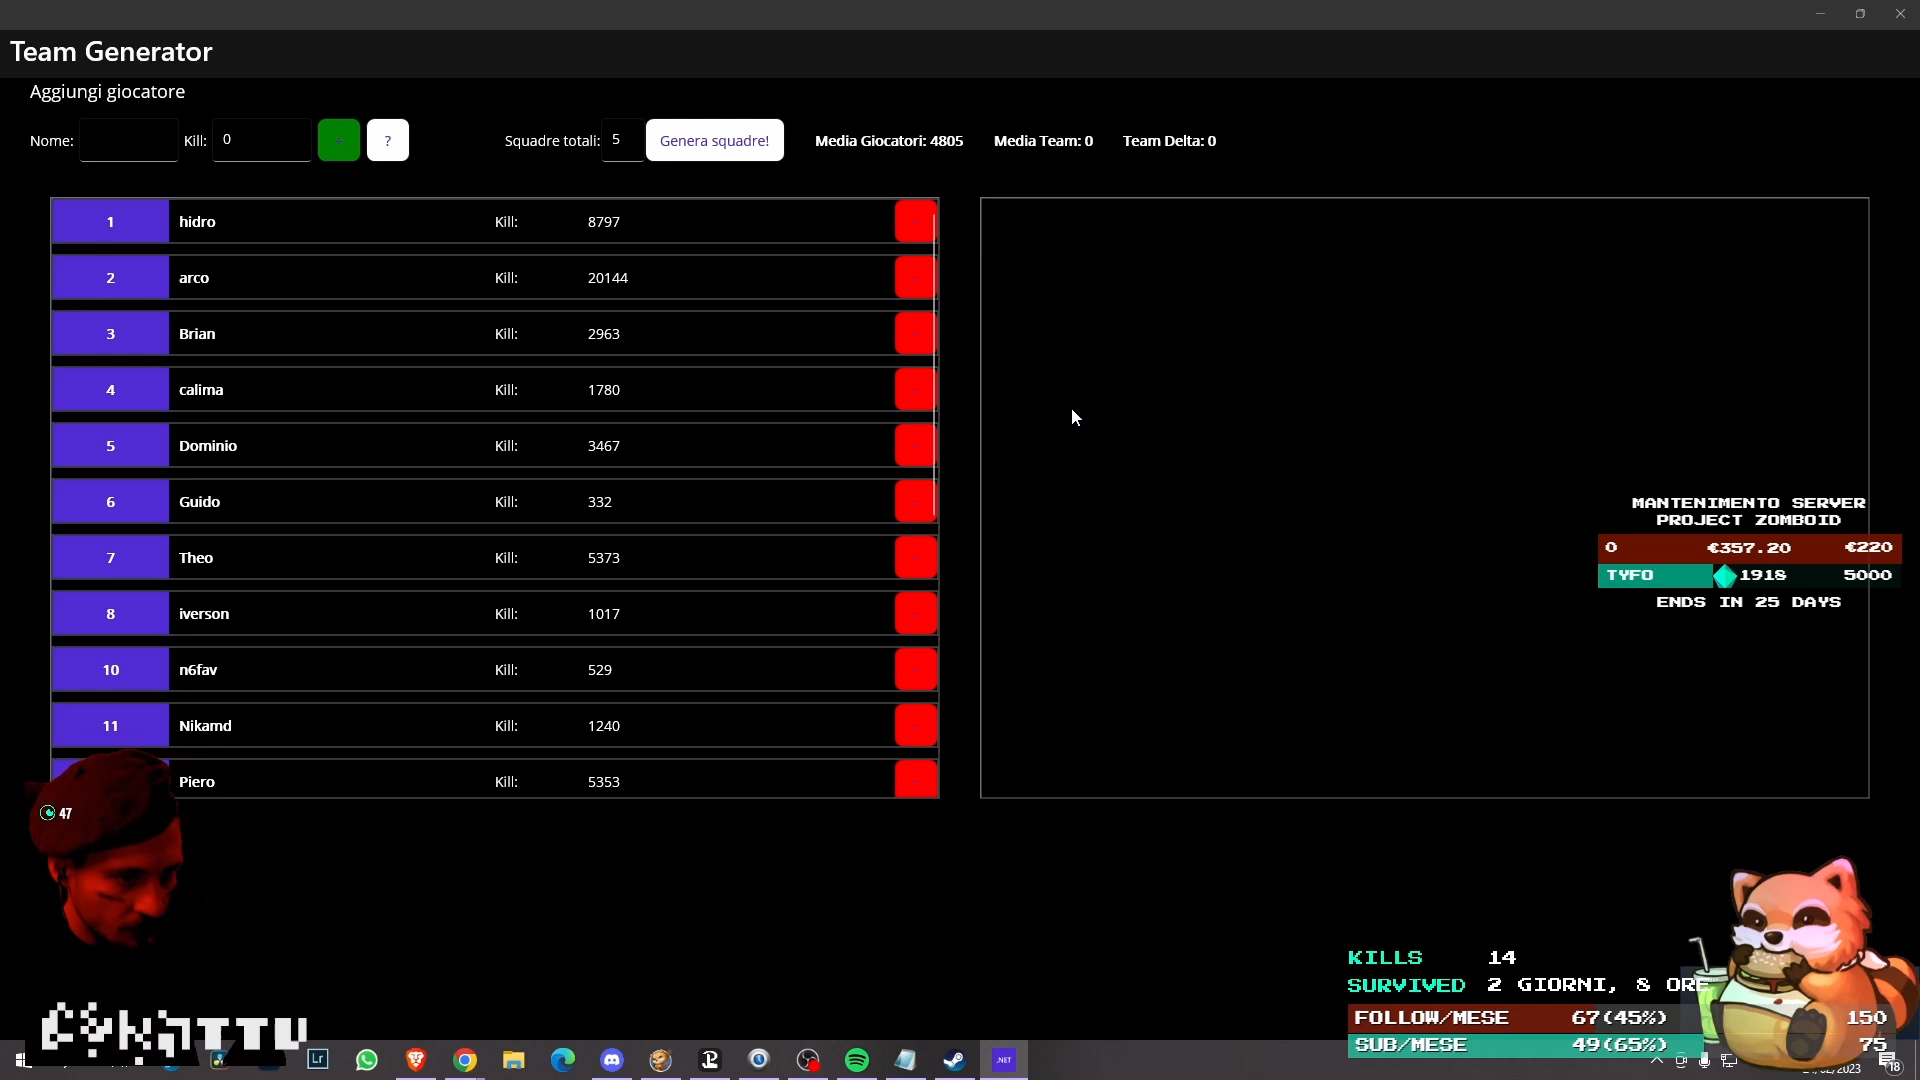 Team Generator
Aggiungi giocatore
Nome: Kill: 0 + ? Squadre totali: 5 Genera squadre! Media Giocatori: 4805 Media Team: 0 Team Delta: 0
1 hidro Kill: 8797
2 arco Kill: 20144
3 Brian Kill: 2963
4 calima Kill: 1780
5 Dominio Kill: 3467
6 Guido Kill: 332
7 Theo Kill: 5373
8 iverson Kill: 1017
10 n6fav Kill: 529
11 Nikamd Kill: 1240
Piero Kill: 5353
47
MANTENIMENTO SERVER
PROJECT ZOMBOID
0 €357.20 €220
TYFO 1918 5000
ENDS IN 25 DAYS
KILLS 14
SURVIVED 2 GIORNI, 8 ORE
FOLLOW/MESE 67(45%) 150
SUB/MESE 49(65%) 75
Lr
.NET
18